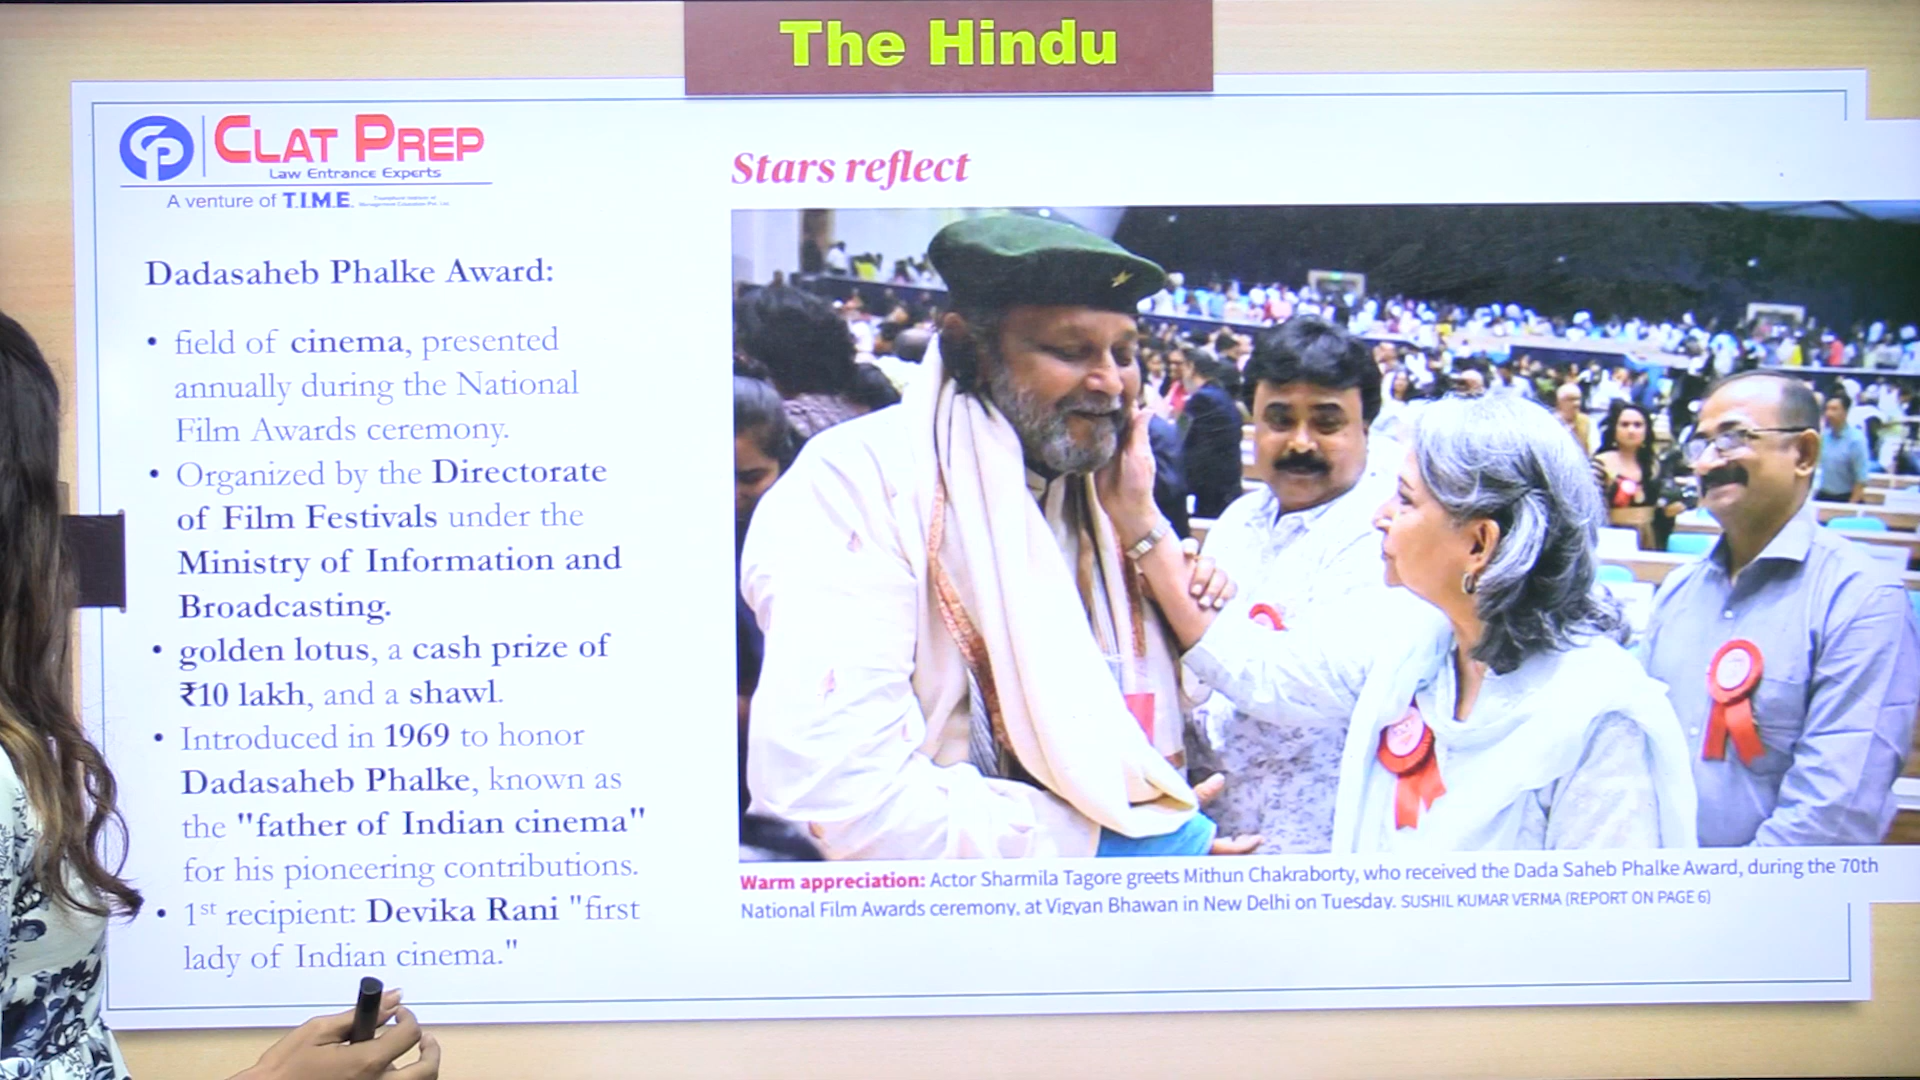 The Hindu
CLAT PREP
Law Entrance Experts
A venture of T.I.M.E.
Dadasaheb Phalke Award:
• field of cinema, presented
annually during the National
Film Awards ceremony.
• Organized by the Directorate
of Film Festivals under the
Ministry of Information and
Broadcasting.
• golden lotus, a cash prize of
₹10 lakh, and a shawl.
• Introduced in 1969 to honor
Dadasaheb Phalke, known as
the "father of Indian cinema"
for his pioneering contributions.
• 1st recipient: Devika Rani "first
lady of Indian cinema."
Stars reflect
Warm appreciation: Actor Sharmila Tagore greets Mithun Chakraborty, who received the Dada Saheb Phalke Award, during the 70th
National Film Awards ceremony, at Vigyan Bhawan in New Delhi on Tuesday. SUSHIL KUMAR VERMA (REPORT ON PAGE 6)